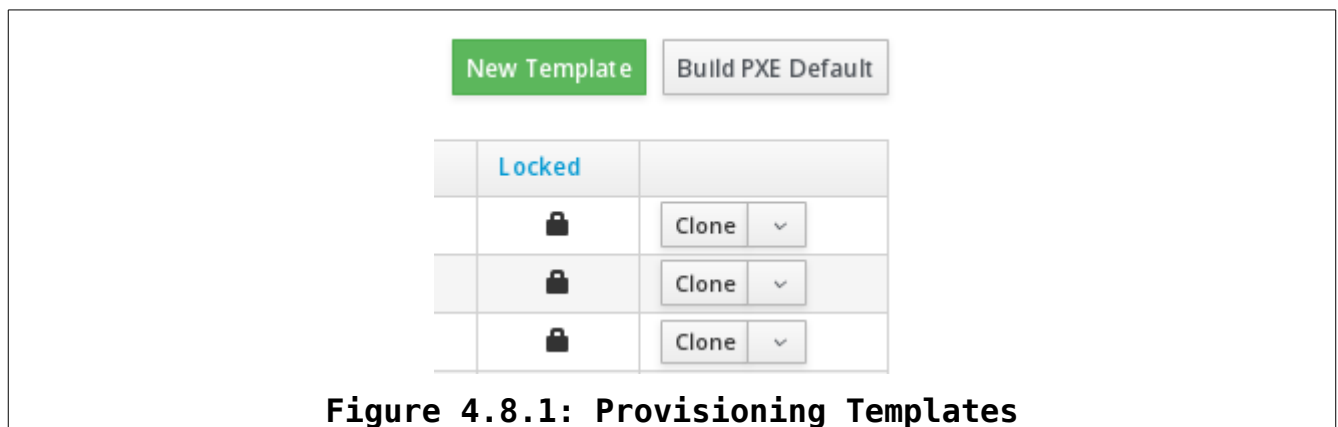 New Template Build PXE Default
Locked
Clone
Clone
Clone
Figure 4.8.1: Provisioning Templates